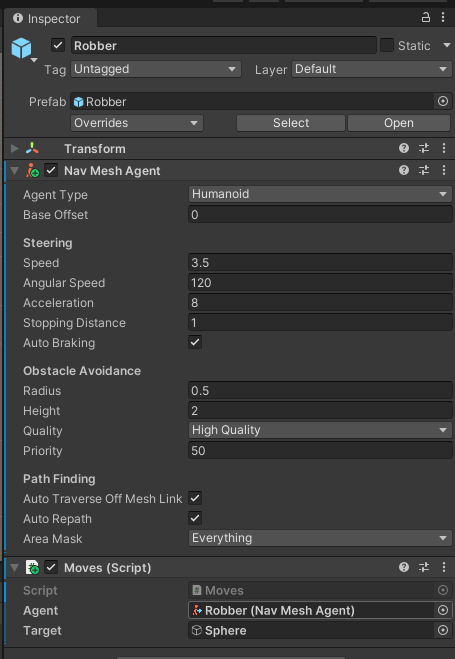 Inspector
Robber Static
Tag Untagged Layer Default
Prefab Robber
Overrides Select Open
Transform
Nav Mesh Agent
Agent Type Humanoid
Base Offset 0
Steering
Speed 3.5
Angular Speed 120
Acceleration 8
Stopping Distance 1
Auto Braking
Obstacle Avoidance
Radius 0.5
Height 2
Quality High Quality
Priority 50
Path Finding
Auto Traverse Off Mesh Link
Auto Repath
Area Mask Everything
Moves (Script)
Script Moves
Agent Robber (Nav Mesh Agent)
Target Sphere